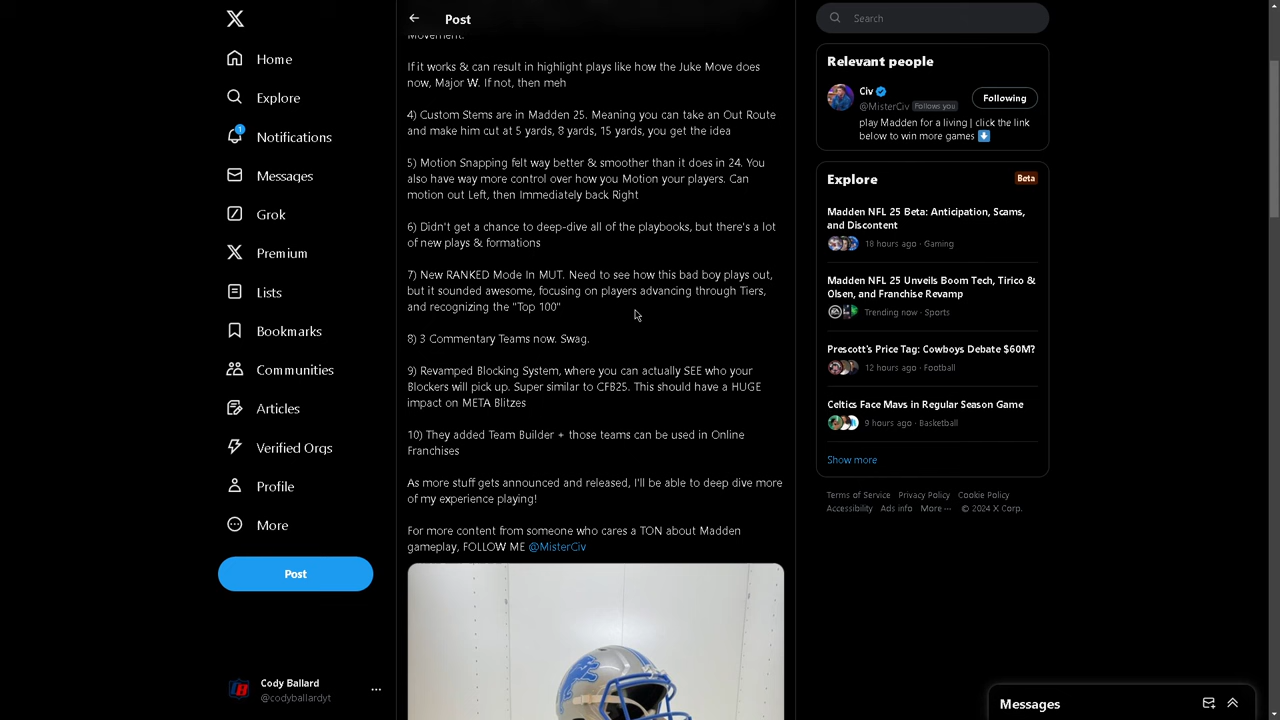 Post
Search
Home
Explore
1
Notifications
Messages
Grok
Premium
Lists
Bookmarks
Communities
Articles
Verified Orgs
Profile
More
Post
Cody Ballard
@codyballardyt
Movement.
If it works & can result in highlight plays like how the Juke Move does
now, Major W. If not, then meh
4) Custom Stems are in Madden 25. Meaning you can take an Out Route
and make him cut at 5 yards, 8 yards, 15 yards, you get the idea
5) Motion Snapping felt way better & smoother than it does in 24. You
also have way more control over how you Motion your players. Can
motion out Left, then Immediately back Right
6) Didn't get a chance to deep-dive all of the playbooks, but there's a lot
of new plays & formations
7) New RANKED Mode In MUT. Need to see how this bad boy plays out,
but it sounded awesome, focusing on players advancing through Tiers,
and recognizing the "Top 100"
8) 3 Commentary Teams now. Swag.
9) Revamped Blocking System, where you can actually SEE who your
Blockers will pick up. Super similar to CFB25. This should have a HUGE
impact on META Blitzes
10) They added Team Builder + those teams can be used in Online
Franchises
As more stuff gets announced and released, I'll be able to deep dive more
of my experience playing!
For more content from someone who cares a TON about Madden
gameplay, FOLLOW ME @MisterCiv
Relevant people
Civ
@MisterCiv Follows you
Following
play Madden for a living | click the link
below to win more games
Explore
Beta
Madden NFL 25 Beta: Anticipation, Scams,
and Discontent
18 hours ago · Gaming
Madden NFL 25 Unveils Boom Tech, Tirico &
Olsen, and Franchise Revamp
Trending now · Sports
Prescott's Price Tag: Cowboys Debate $60M?
12 hours ago · Football
Celtics Face Mavs in Regular Season Game
9 hours ago · Basketball
Show more
Terms of Service Privacy Policy Cookie Policy
Accessibility Ads info More ··· © 2024 X Corp.
Messages